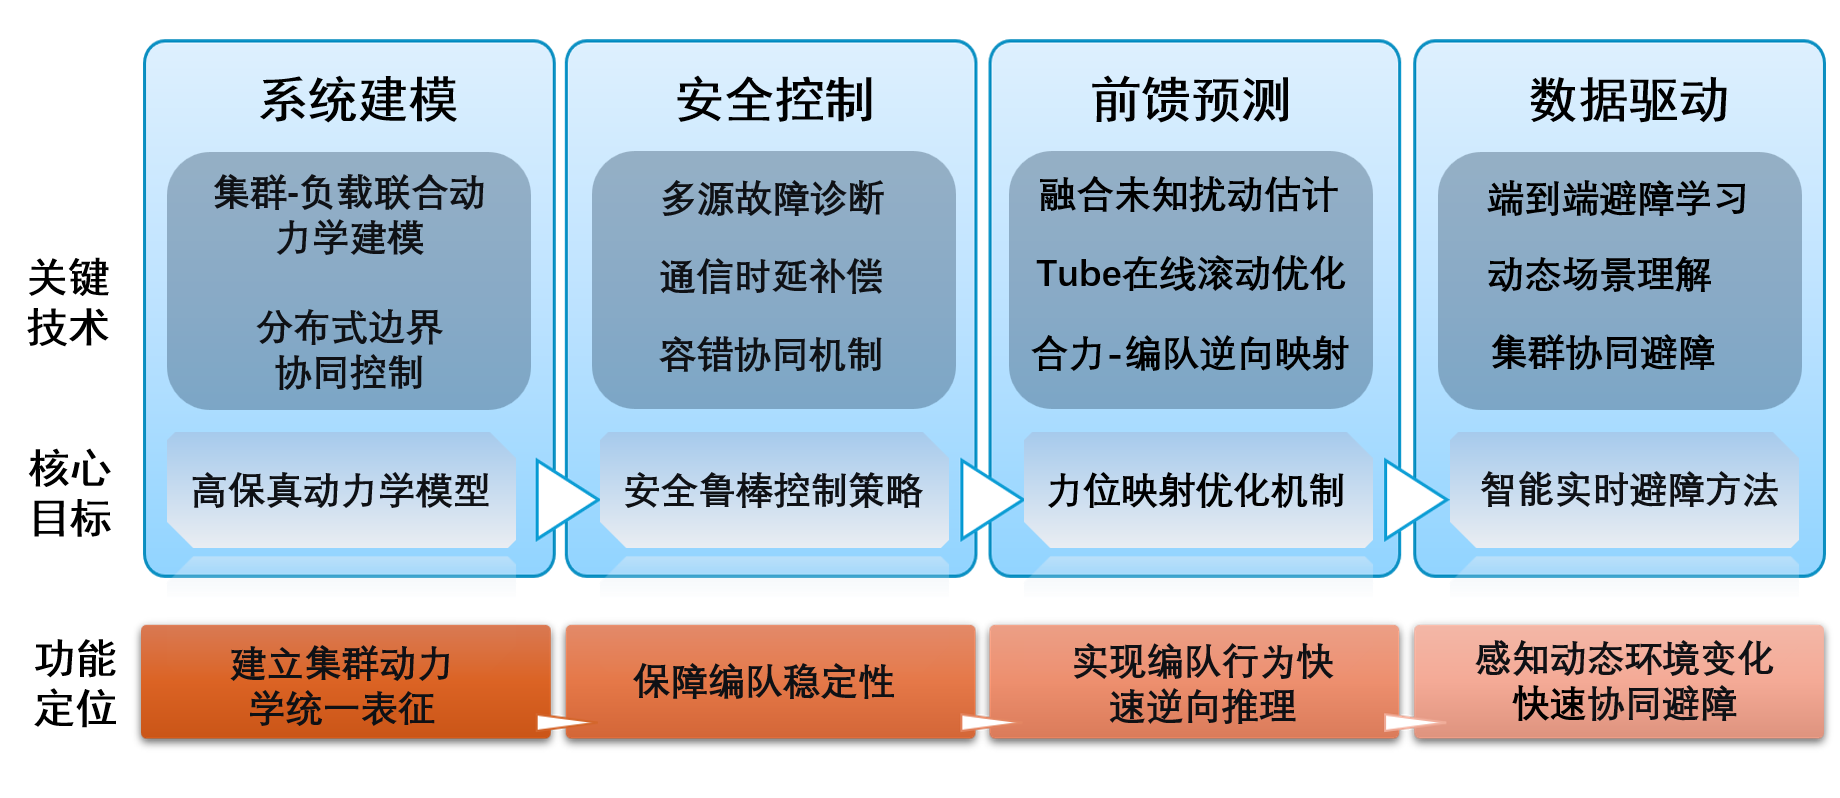 系统建模
安全控制
前馈预测
数据驱动
关键
技术
集群-负载联合动
力学建模
分布式边界
协同控制
多源故障诊断
通信时延补偿
容错协同机制
融合未知扰动估计
Tube在线滚动优化
合力-编队逆向映射
端到端避障学习
动态场景理解
集群协同避障
核心
目标
高保真动力学模型
安全鲁棒控制策略
力位映射优化机制
智能实时避障方法
功能
定位
建立集群动力
学统一表征
保障编队稳定性
实现编队行为快
速逆向推理
感知动态环境变化
快速协同避障